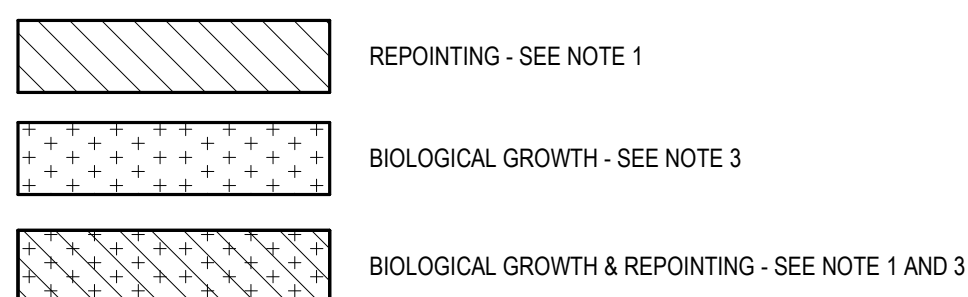 REPOINTING - SEE NOTE 1
BIOLOGICAL GROWTH - SEE NOTE 3
BIOLOGICAL GROWTH & REPOINTING - SEE NOTE 1 AND 3